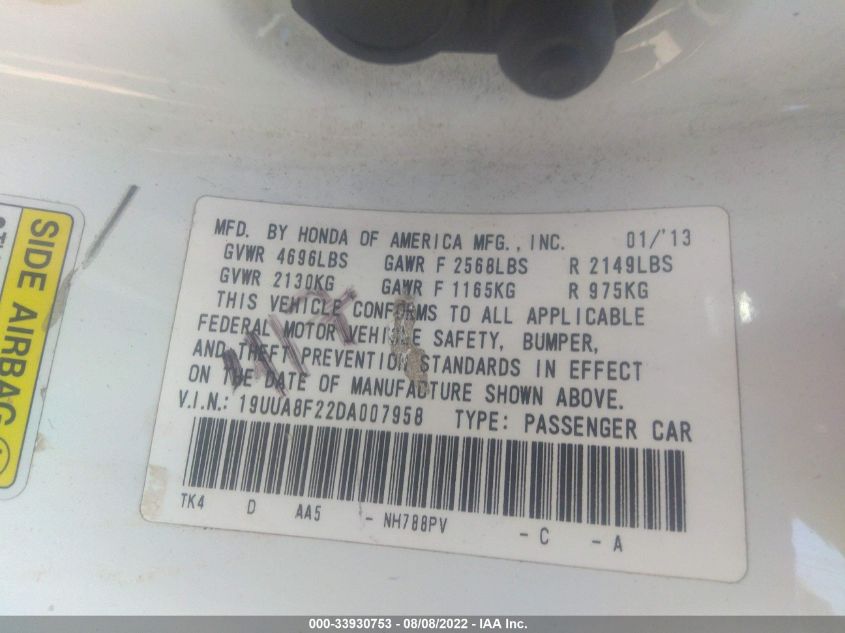 MFD. BY HONDA OF AMERICA MFG., INC. 01/'13
GVWR 4696LBS GAWR F 2568LBS R 2149LBS
GVWR 2130KG GAWR F 1165KG R 975KG
THIS VEHICLE CONFORMS TO ALL APPLICABLE
FEDERAL MOTOR VEHICLE SAFETY, BUMPER,
AND THEFT PREVENTION STANDARDS IN EFFECT
ON THE DATE OF MANUFACTURE SHOWN ABOVE.
V.I.N.: 19UUA8F22DA007958 TYPE: PASSENGER CAR
TK4 D AA5 - NH788PV - C - A
SIDE AIRBAG
000-33930753 - 08/08/2022 - IAA Inc.